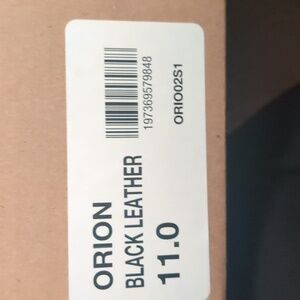 ORION
BLACK LEATHER
11.0
197369579848
ORIO02S1